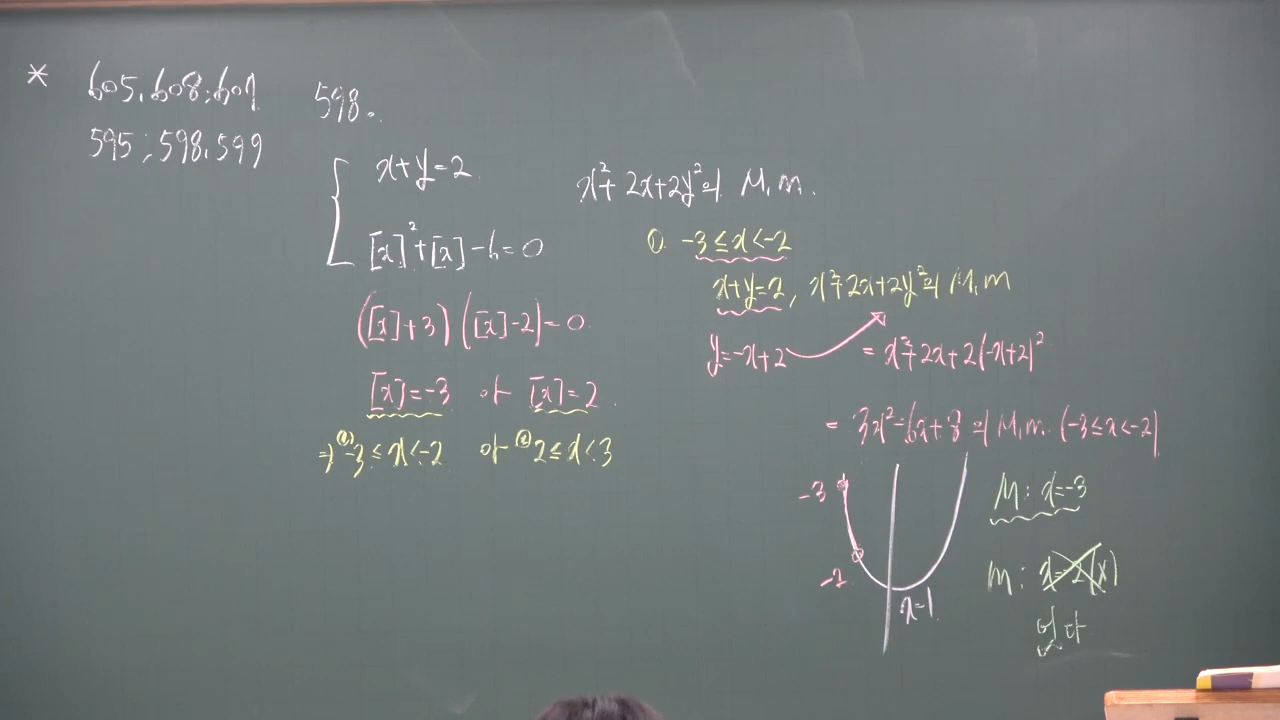 * 605, 608, 609
595, 598, 599
598.
x+y=2
[x]²+[x]-6=0
([x]+3)([x]-2)=0.
[x]=-3 or [x]=2.
⇒ ① -3≤x<-2 or ② 2≤x<3
x²+2x+2y²의 M, m.
①. -3≤x<-2
x+y=2, x²+2x+2y²의 M, m
y=-x+2 = x²+2x+2(-x+2)²
= 3x²-6x+8의 M, m. (-3≤x<-2)
-3
-2
x=1
M: x=-3
m: x=-2(x)
없다